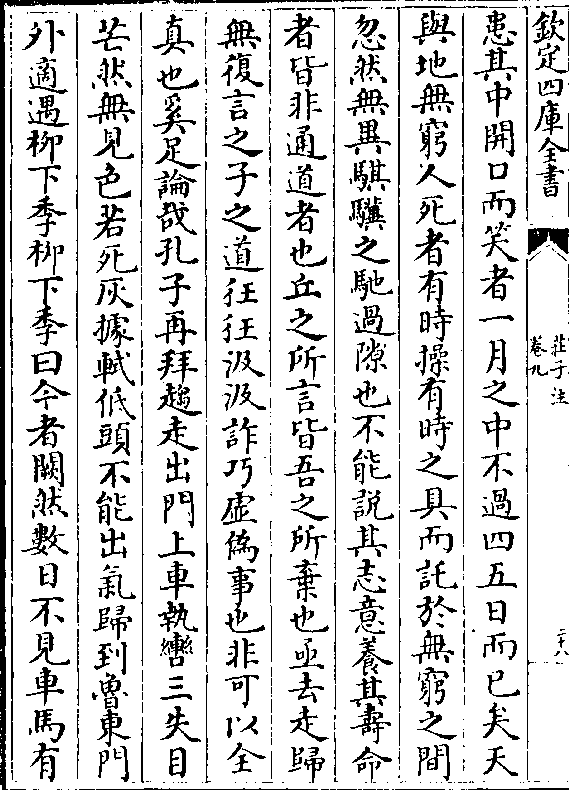 欽定四庫全書
莊子注
卷九
二六
患其中開口而笑者一月之中不過四五日而已矣天
與地無窮人死者有時操有時之具而託於無窮之間
忽然無異騏驥之馳過隙也不能說其志意養其壽命
者皆非通道者也丘之所言皆吾之所棄也亟去走歸
無復言之子之道狂狂汲汲詐巧虛偽事也非可以全
真也奚足論哉孔子再拜趨走出門上車執轡三失目
芒然無見色若死灰據軾低頭不能出氣歸到魯東門
外適遇柳下季柳下季曰今者闕然數日不見車馬有